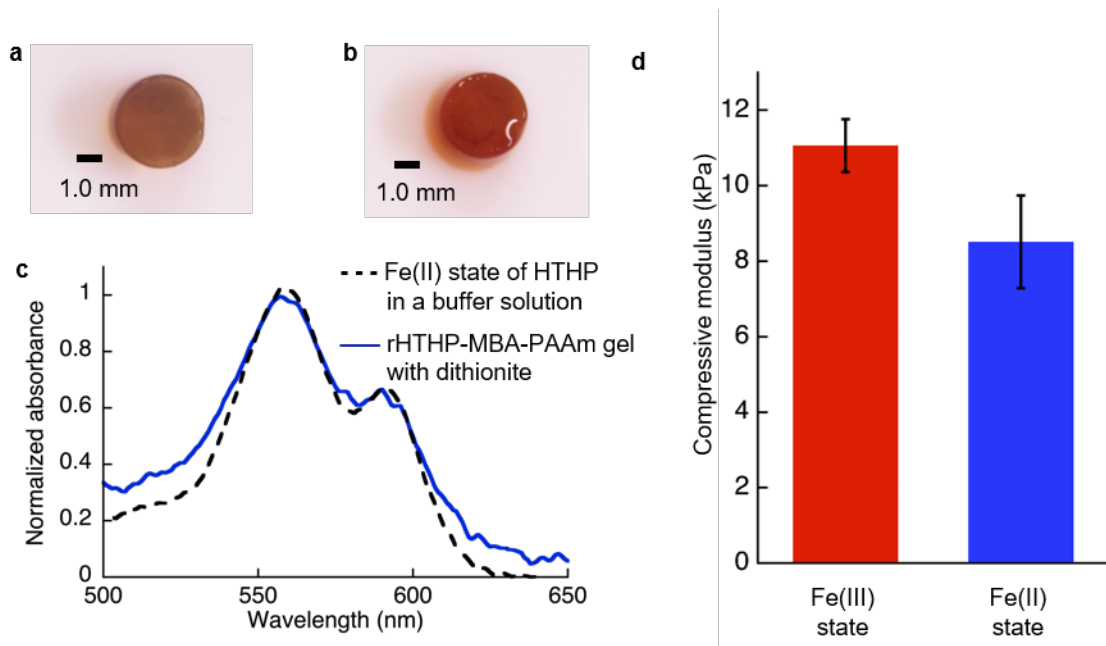 a
1.0 mm
b
1.0 mm
c
Normalized absorbance
1
0.8
0.6
0.4
0.2
0
500
550
600
650
Wavelength (nm)
Fe(II) state of HTHP
in a buffer solution
rHTHP-MBA-PAAm gel
with dithionite
d
Compressive modulus (kPa)
12
10
8
6
4
2
0
Fe(III)
state
Fe(II)
state